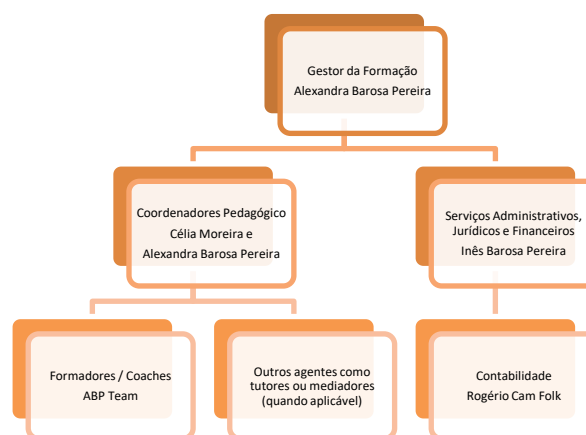 Gestor da Formação
Alexandra Barosa Pereira
Coordenadores Pedagógico
Célia Moreira e
Alexandra Barosa Pereira
Serviços Administrativos,
Jurídicos e Financeiros
Inês Barosa Pereira
Formadores / Coaches
ABP Team
Outros agentes como
tutores ou mediadores
(quando aplicável)
Contabilidade
Rogério Cam Folk